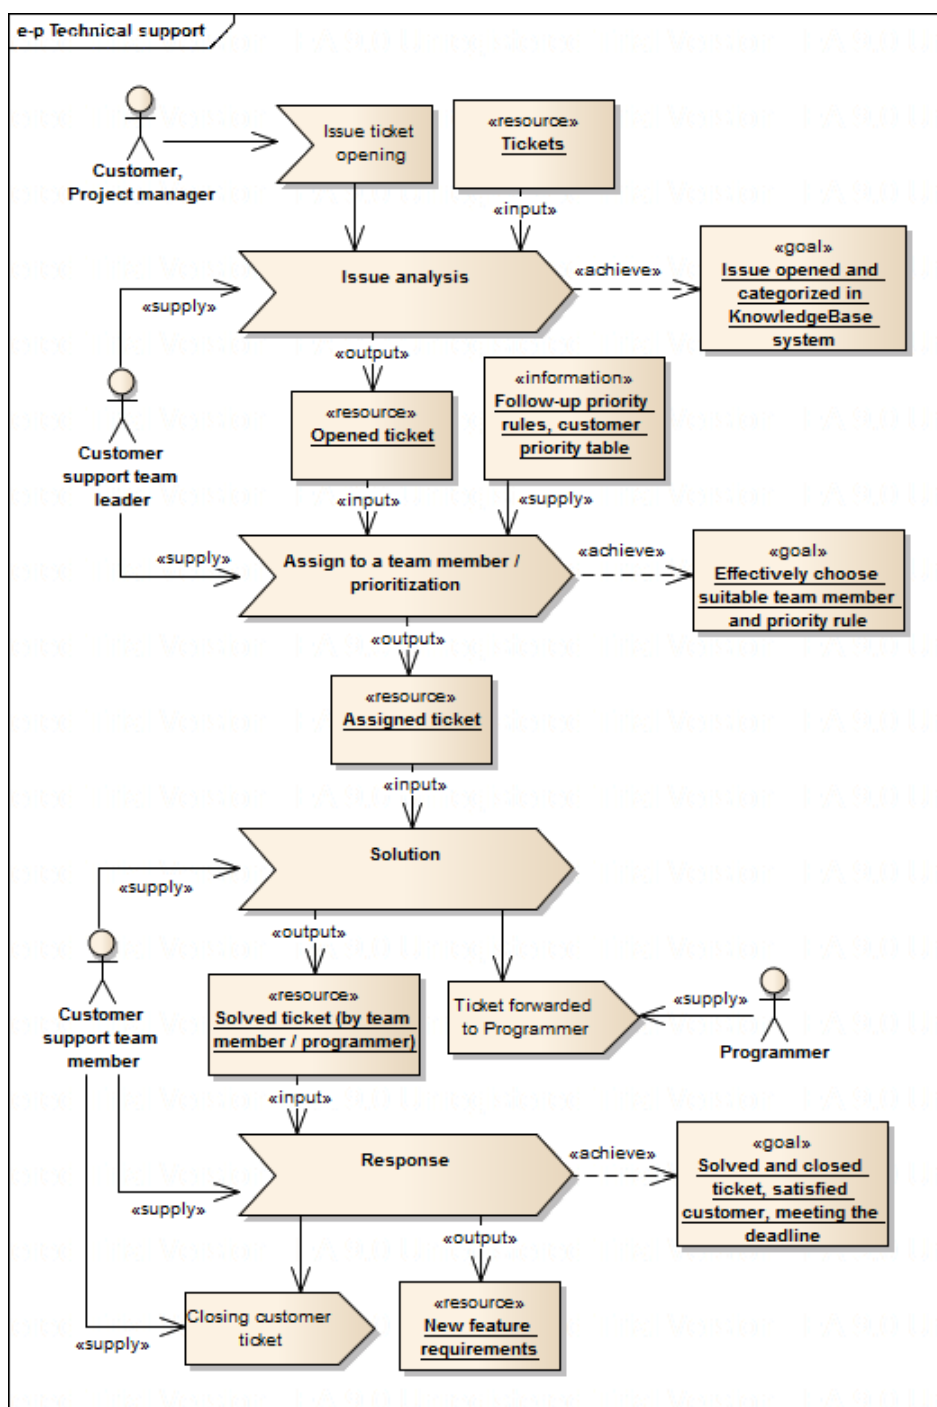 e-p Technical support
Issue ticket
opening
«resource»
Tickets
Customer,
Project manager
«input»
«goal»
Issue opened and
categorized in
KnowledgeBase
system
Issue analysis
«achieve»
«supply»
«output»
«information»
Follow-up priority
rules, customer
priority table
«resource»
Opened ticket
Customer
support team
leader
«input»
«supply»
«supply»
Assign to a team member /
prioritization
«achieve»
«goal»
Effectively choose
suitable team member
and priority rule
«output»
«resource»
Assigned ticket
«input»
Solution
«supply»
«output»
«resource»
Solved ticket (by team
member / programmer)
Ticket forwarded
to Programmer
«supply»
Programmer
Customer
support team
member
«input»
Response
«achieve»
«goal»
Solved and closed
ticket, satisfied
customer, meeting the
deadline
«supply»
«output»
Closing customer
ticket
«resource»
New feature
requirements
«supply»